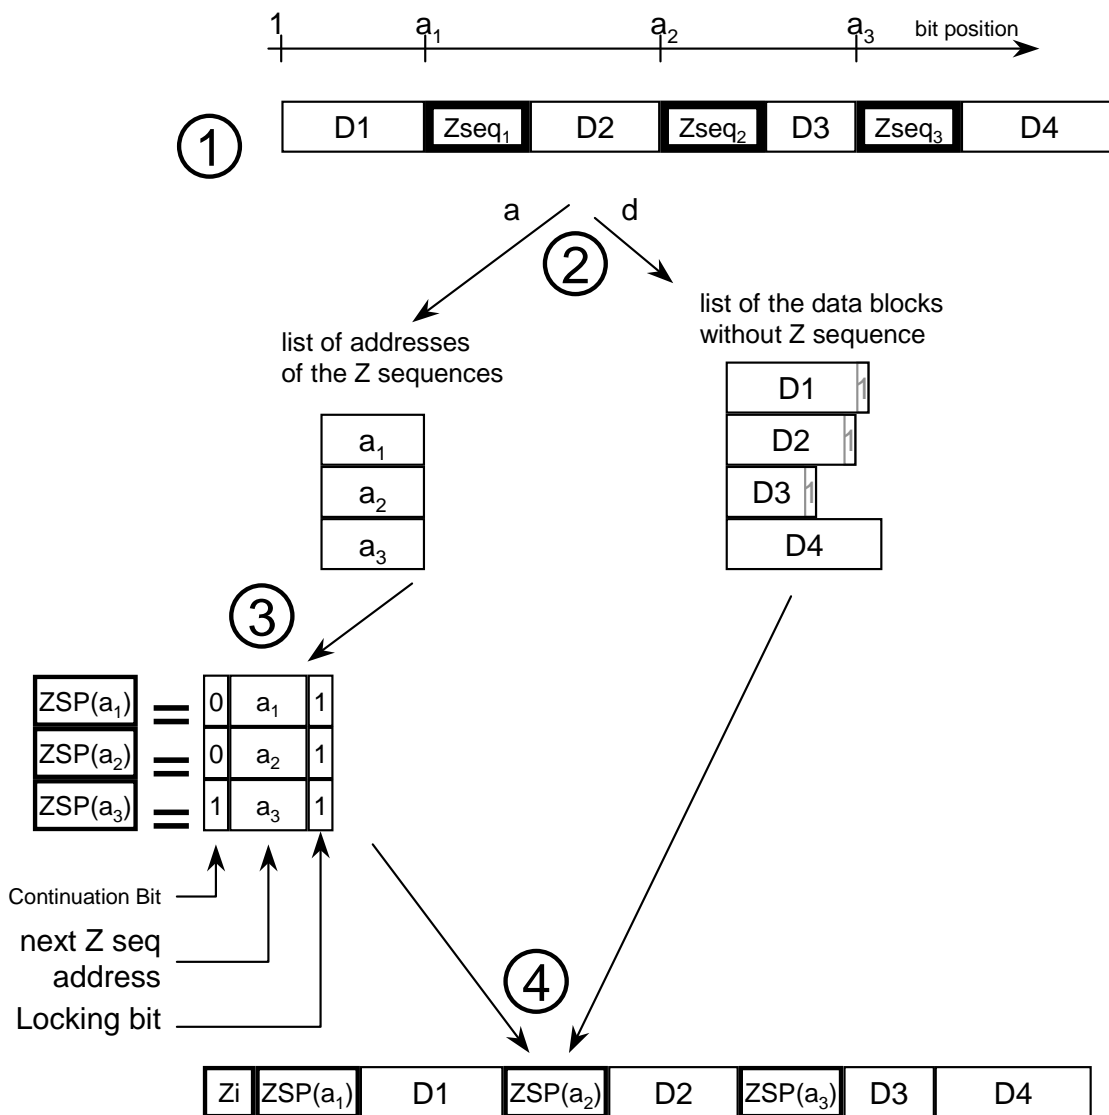 1 a₁ a₂ a₃ bit position
D1 Zseq₁ D2 Zseq₂ D3 Zseq₃ D4
1
a d
2
list of the data blocks
without Z sequence
list of addresses
of the Z sequences
D1 1
a₁
D2 1
a₂
D3 1
a₃
D4
3
ZSP(a₁) = 0 a₁ 1
ZSP(a₂) = 0 a₂ 1
ZSP(a₃) = 1 a₃ 1
Continuation Bit
next Z seq
address
Locking bit
4
Zi ZSP(a₁) D1 ZSP(a₂) D2 ZSP(a₃) D3 D4